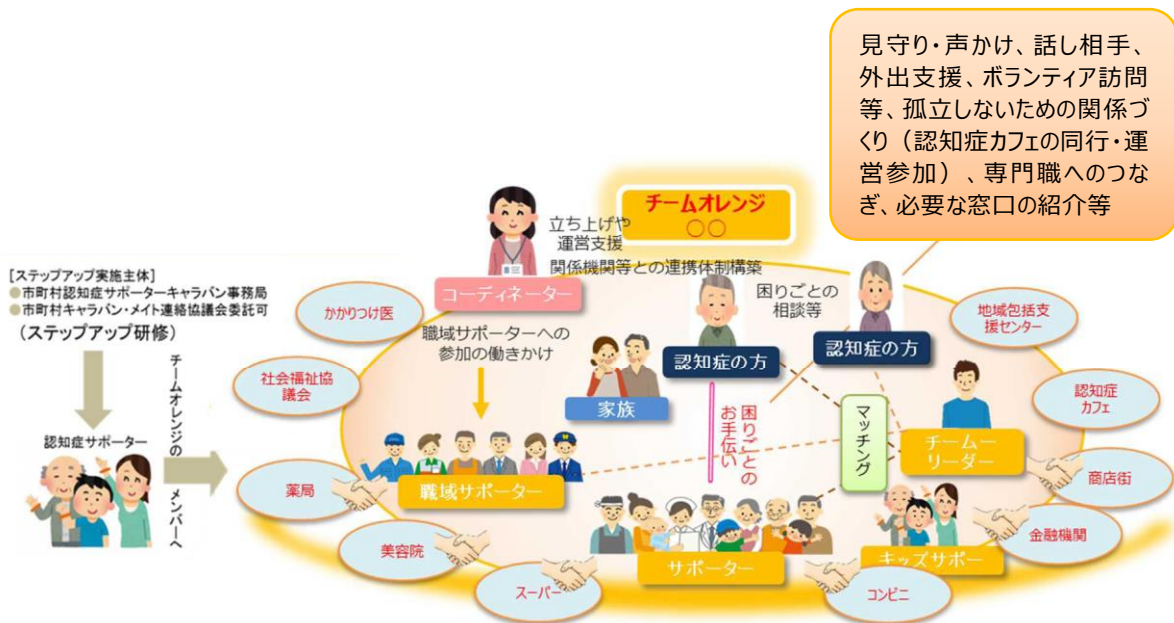 見守り・声かけ、話し相手、
外出支援、ボランティア訪問
等、孤立しないための関係づ
くり（認知症カフェの同行・運
営参加）、専門職へのつな
ぎ、必要な窓口の紹介等
チームオレンジ
〇〇
立ち上げや
運営支援
関係機関等との連携体制構築
コーディネーター
[ステップアップ実施主体]
●市町村認知症サポーターキャラバン事務局
●市町村キャラバン・メイト連絡協議会委託可
(ステップアップ研修)
かかりつけ医
職域サポーターへの
参加の働きかけ
困りごとの
相談等
地域包括支
援センター
認知症の方
認知症の方
社会福祉協
議会
家族
認知症
カフェ
チームオレンジの
メンバーへ
認知症サポーター
困りごとの
お手伝い
マッチング
チームー
リーダー
薬局
職域サポーター
商店街
美容院
サポーター
キッズサポー
金融機関
スーパー
コンビニ